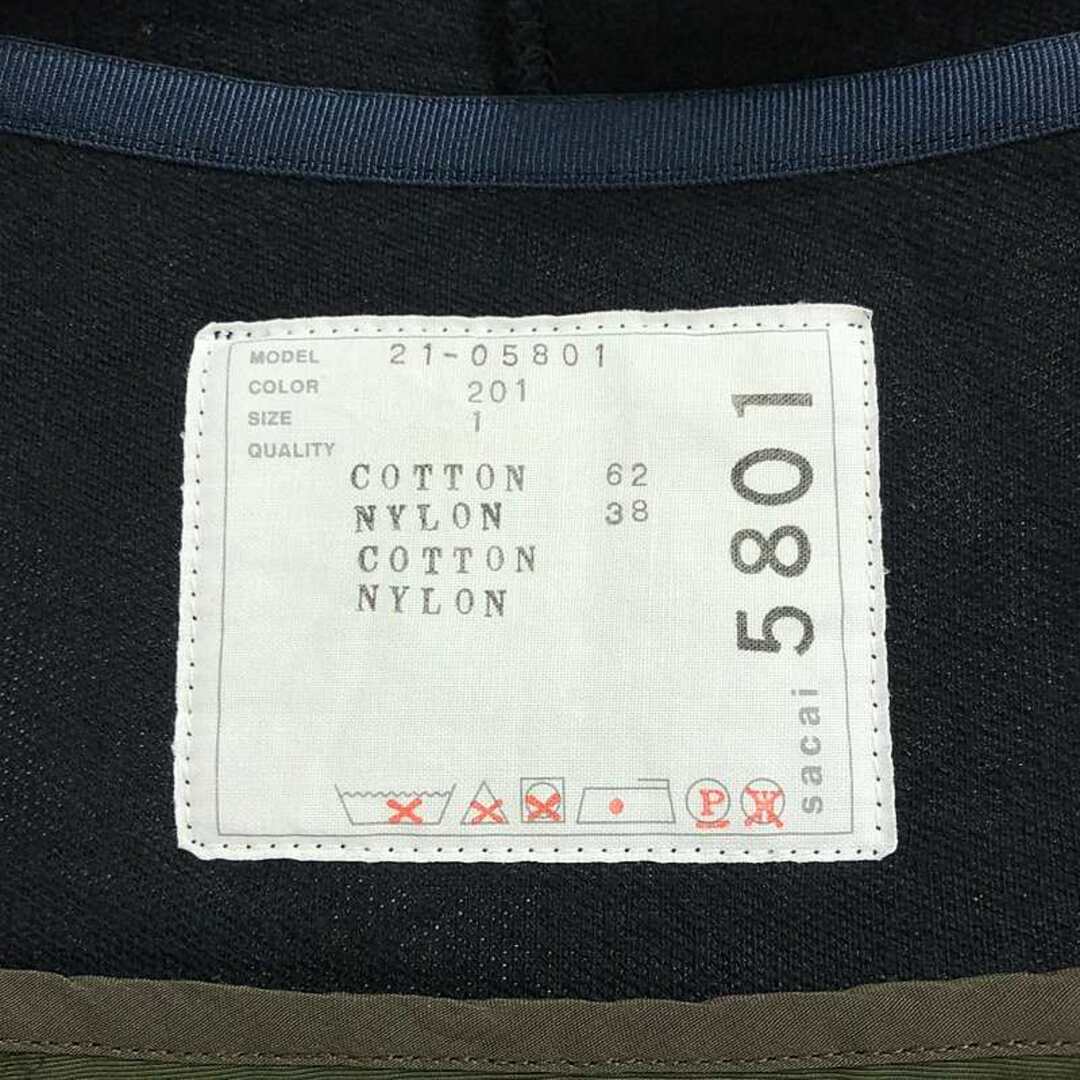 MODEL 21-05801
COLOR 201
SIZE 1
QUALITY
COTTON 62
NYLON 38
COTTON
NYLON
P
W
sacai 5801